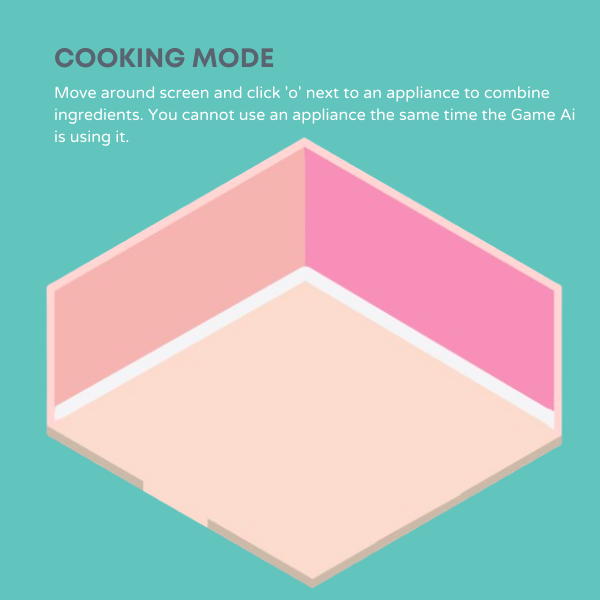 COOKING MODE
Move around screen and click 'o' next to an appliance to combine
ingredients. You cannot use an appliance the same time the Game Ai
is using it.